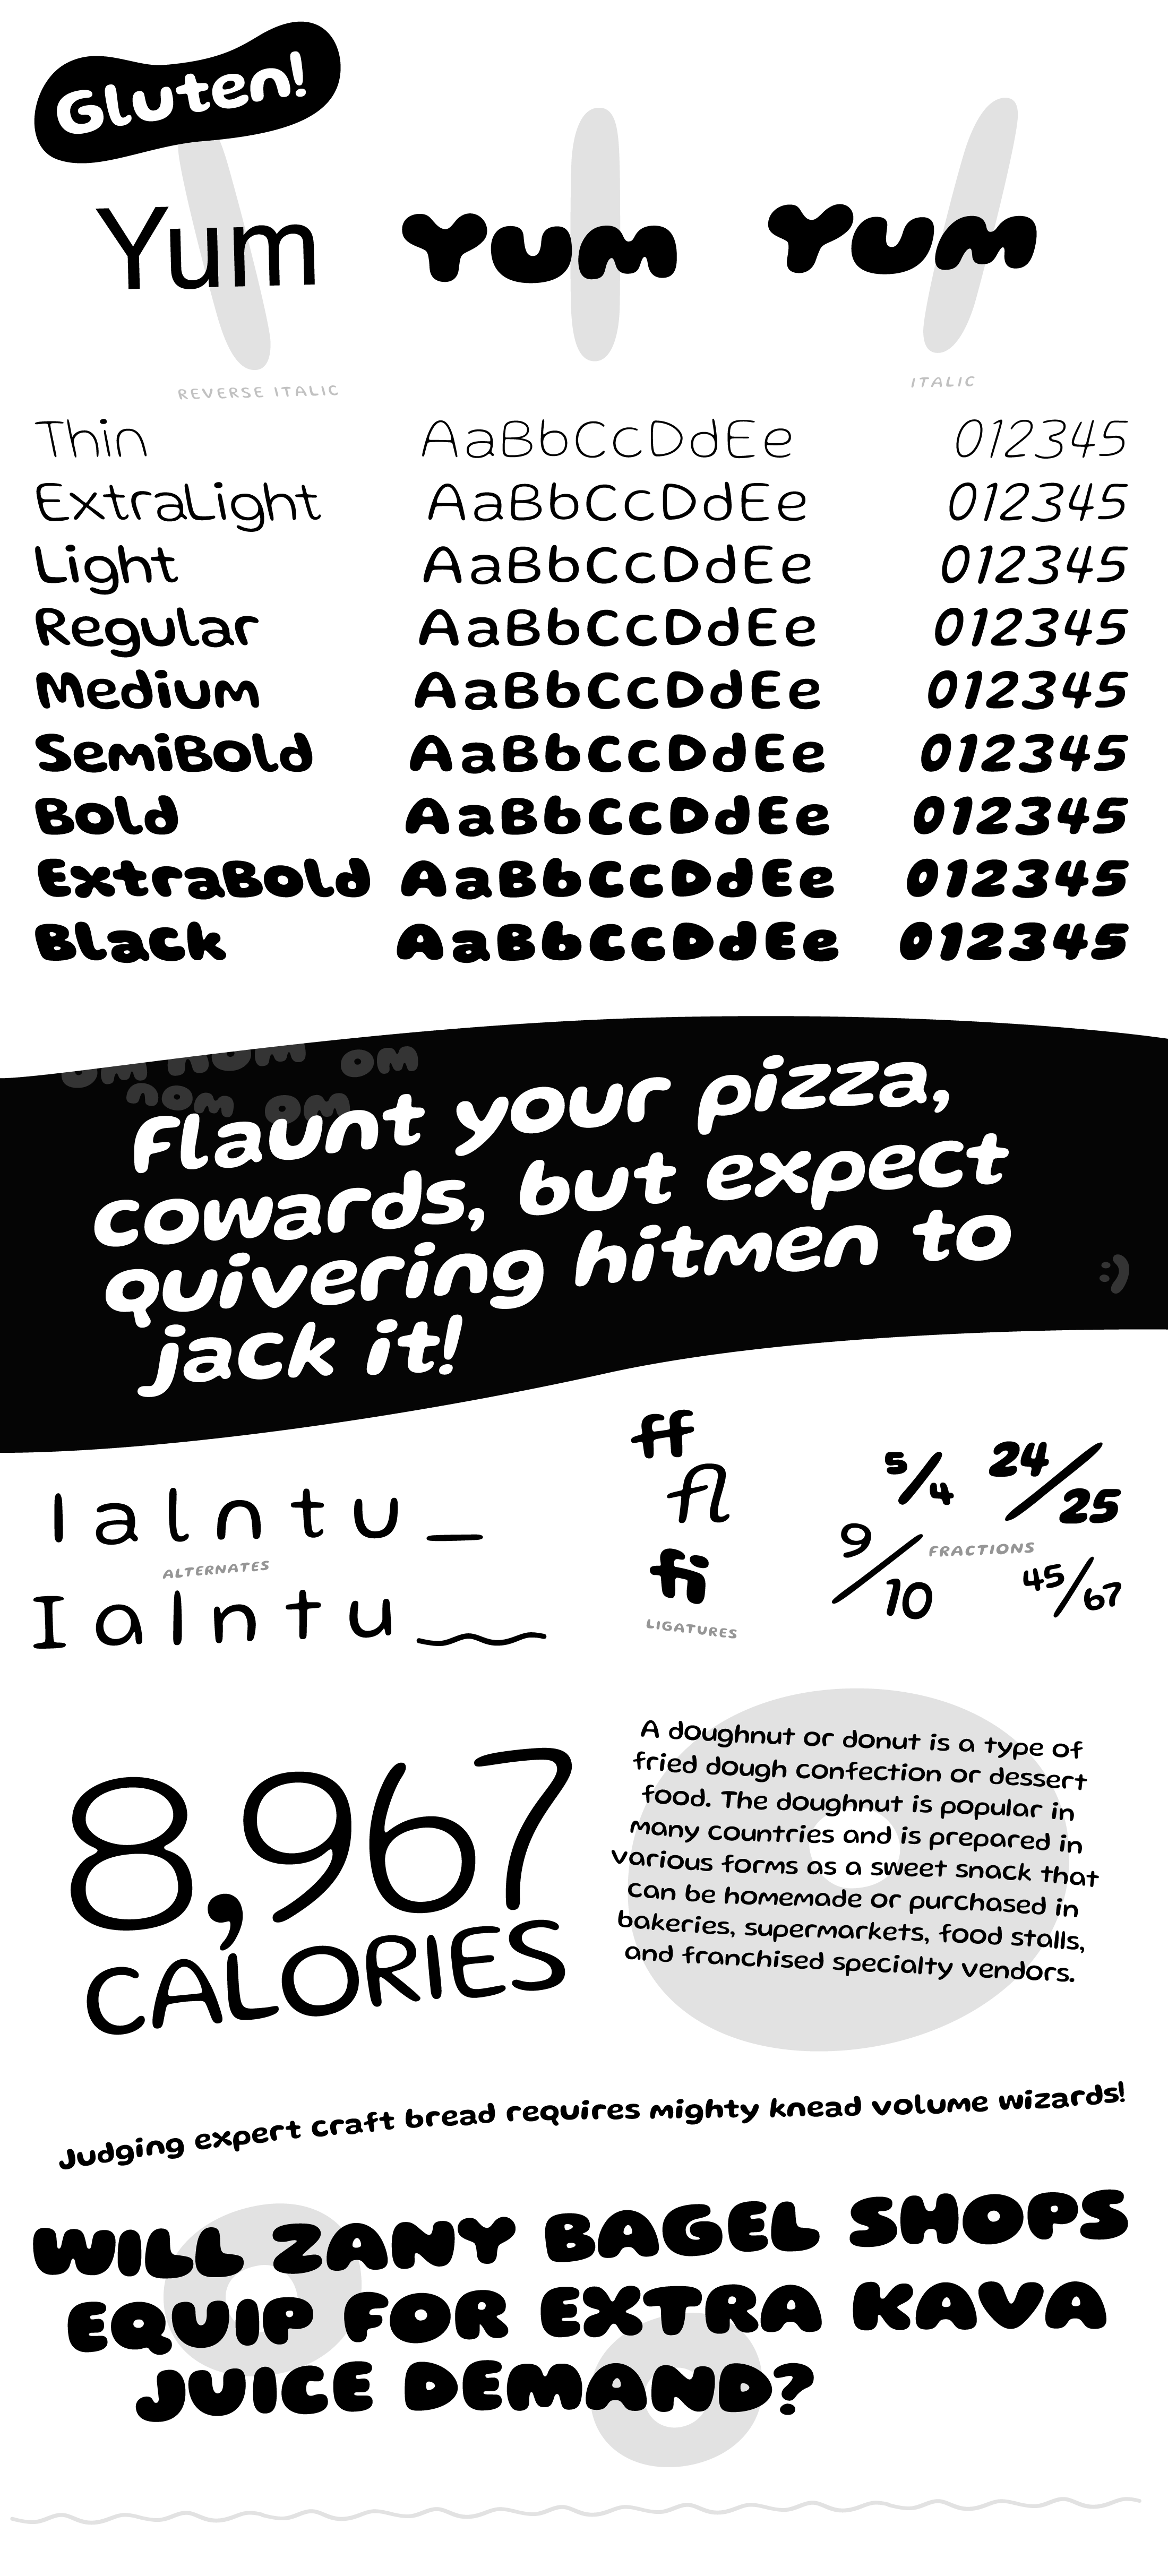 Gluten!
Yum Yum Yum
REVERSE ITALIC
ITALIC
Thin AaBbCcDdEe 012345
ExtraLight AaBbCcDdEe 012345
Light AaBbCcDdEe 012345
Regular AaBbCcDdEe 012345
Medium AaBbCcDdEe 012345
SemiBold AaBbCcDdEe 012345
Bold AaBbCcDdEe 012345
ExtraBold AaBbCcDdEe 012345
Black AaBbCcDdEe 012345
om nom om
nom om
Flaunt your pizza,
cowards, but expect
quivering hitmen to
jack it!
:)
I a l n t u _
ALTERNATES
I a l n t u _
ff
fl
fi
LIGATURES
5/4 24/25
9/10 45/67
FRACTIONS
8,967
CALORIES
A doughnut or donut is a type of
fried dough confection or dessert
food. The doughnut is popular in
many countries and is prepared in
various forms as a sweet snack that
can be homemade or purchased in
bakeries, supermarkets, food stalls,
and franchised specialty vendors.
Judging expert craft bread requires mighty knead volume wizards!
WILL ZANY BAGEL SHOPS
EQUIP FOR EXTRA KAVA
JUICE DEMAND?